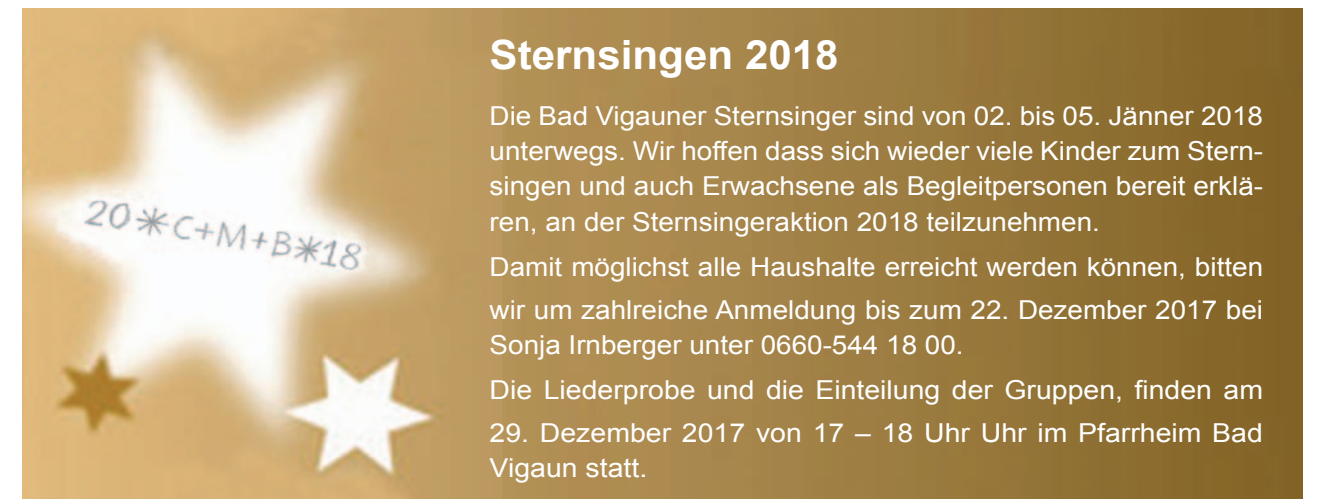 Sternsingen 2018
Die Bad Vigauner Sternsinger sind von 02. bis 05. Jänner 2018
unterwegs. Wir hoffen dass sich wieder viele Kinder zum Stern-
singen und auch Erwachsene als Begleitpersonen bereit erklä-
ren, an der Sternsingeraktion 2018 teilzunehmen.
Damit möglichst alle Haushalte erreicht werden können, bitten
wir um zahlreiche Anmeldung bis zum 22. Dezember 2017 bei
Sonja Irnberger unter 0660-544 18 00.
Die Liederprobe und die Einteilung der Gruppen, finden am
29. Dezember 2017 von 17 – 18 Uhr Uhr im Pfarrheim Bad
Vigaun statt.
20*C+M+B*18